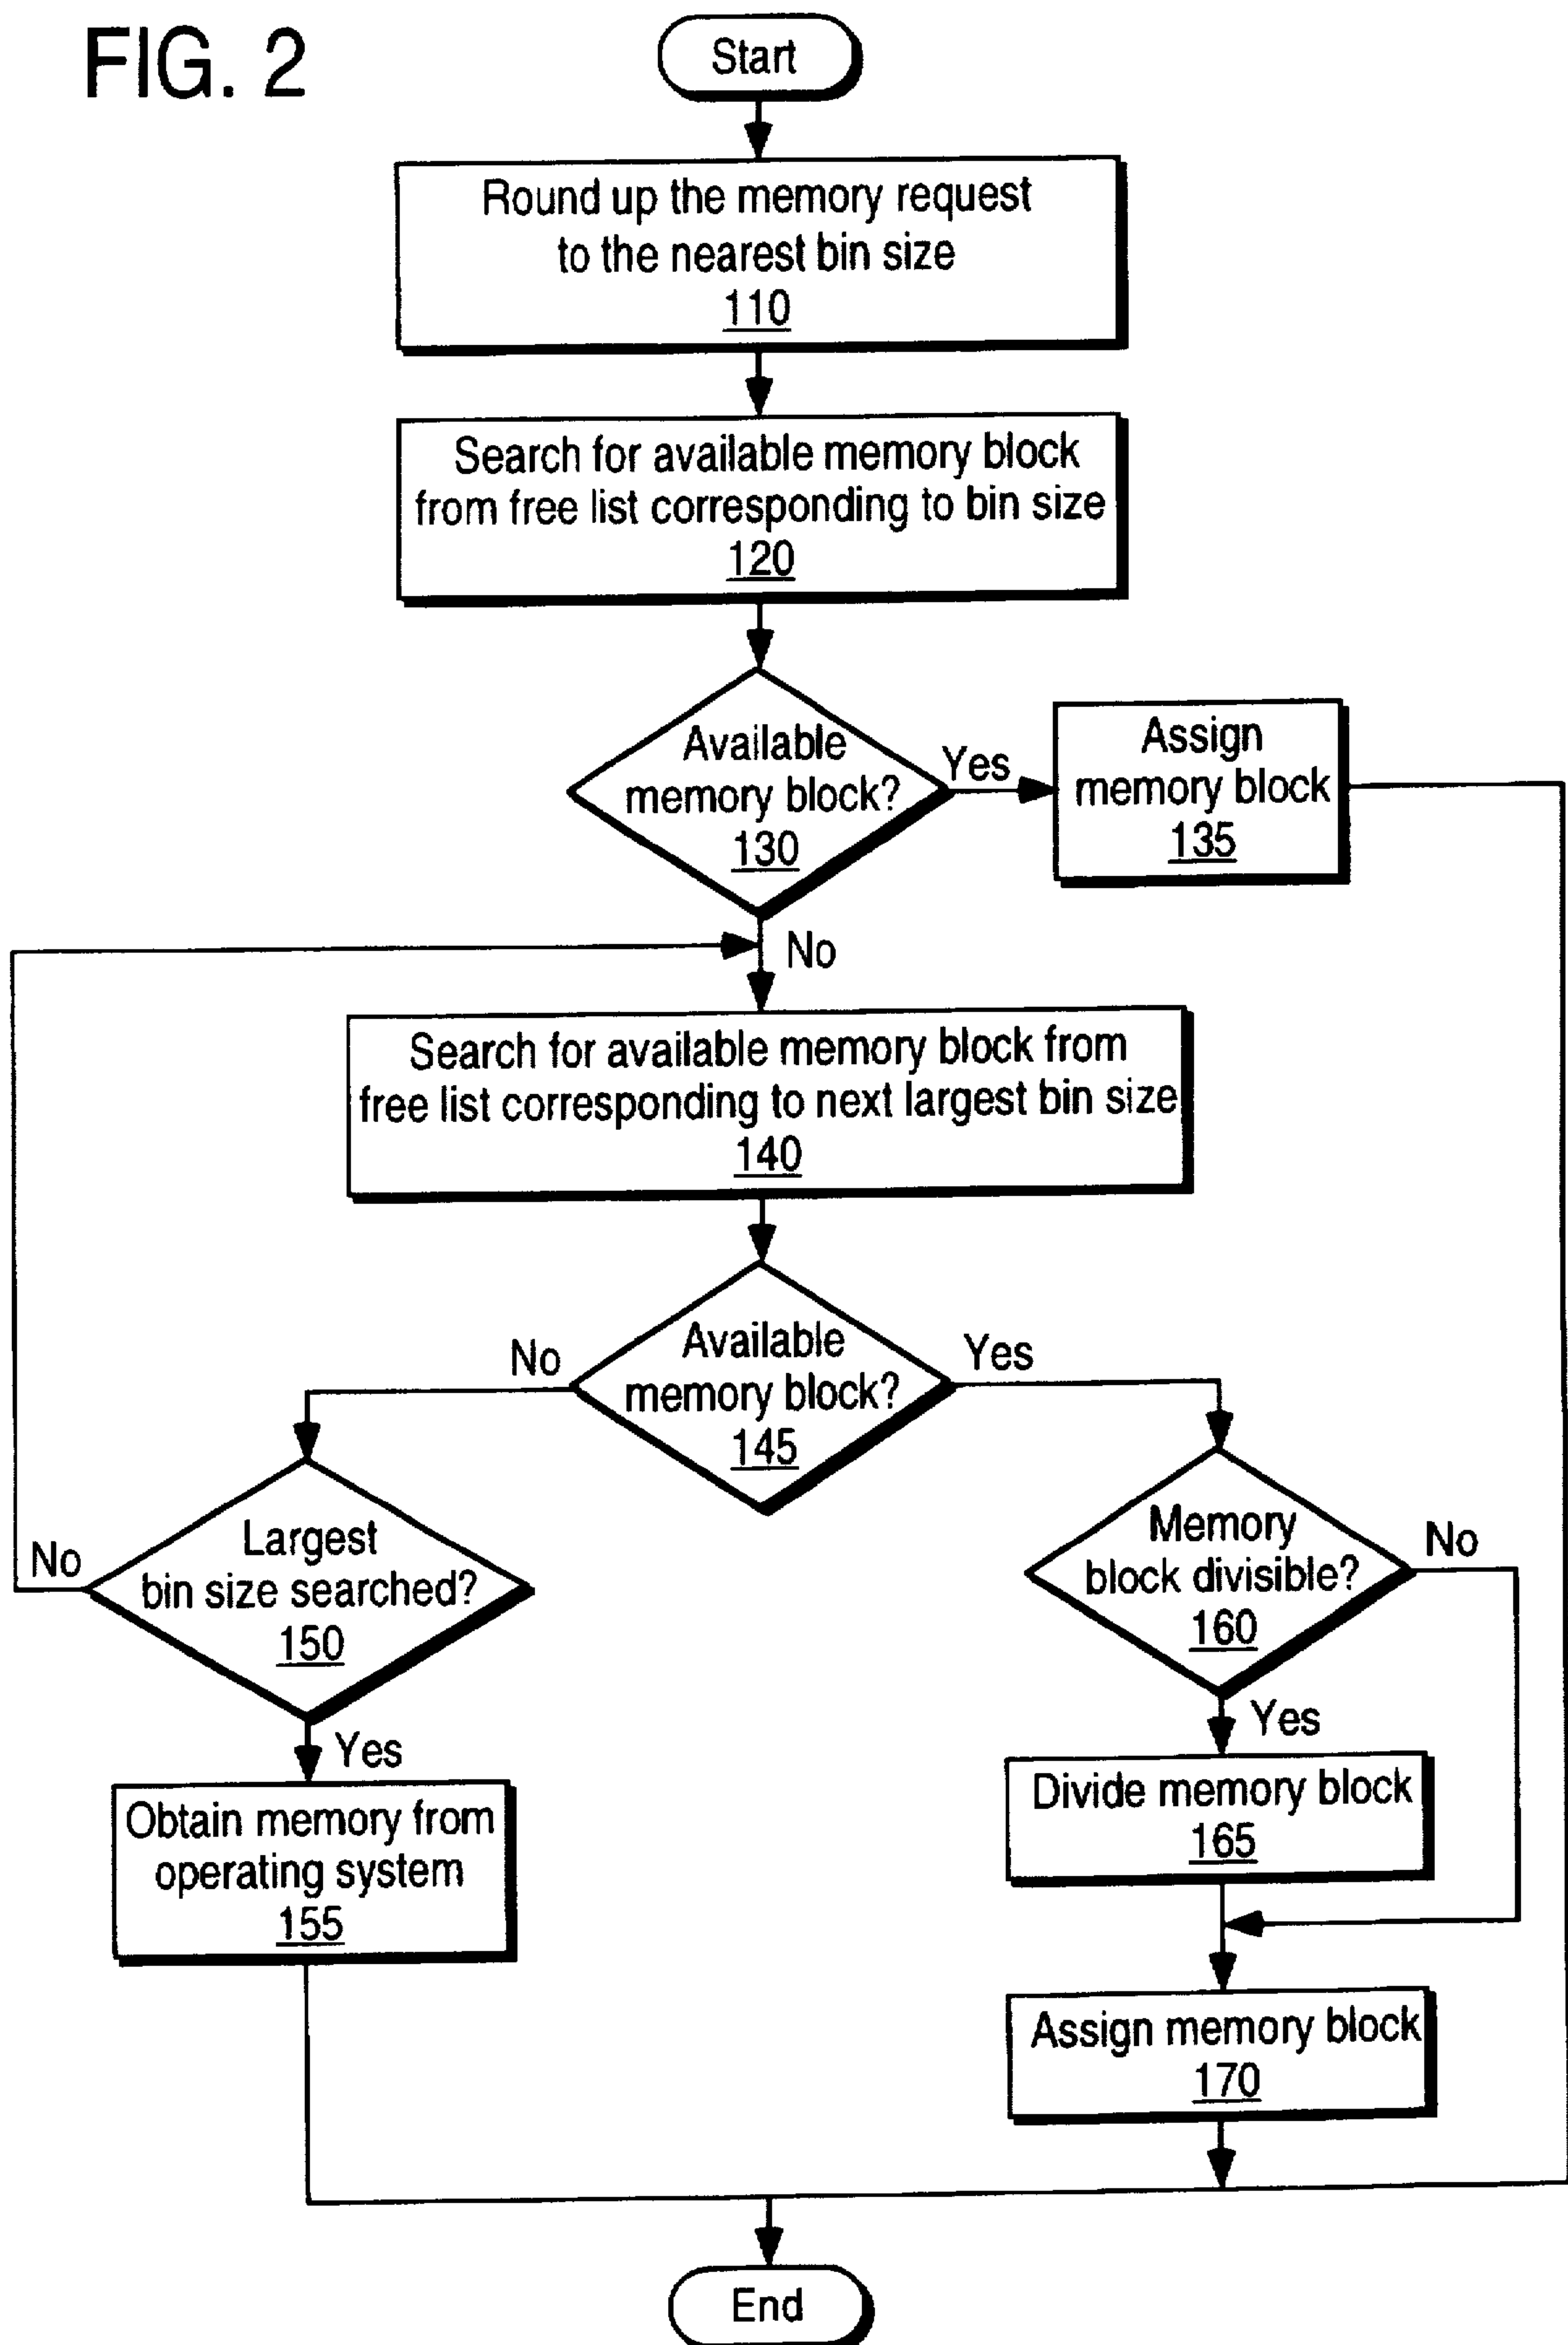 FIG. 2
Start
Round up the memory request
to the nearest bin size
110
Search for available memory block
from free list corresponding to bin size
120
Available
memory block?
130
Yes
Assign
memory block
135
No
Search for available memory block from
free list corresponding to next largest bin size
140
Available
memory block?
145
No
Yes
Largest
bin size searched?
150
No
Yes
Obtain memory from
operating system
155
Memory
block divisible?
160
No
Yes
Divide memory block
165
Assign memory block
170
End